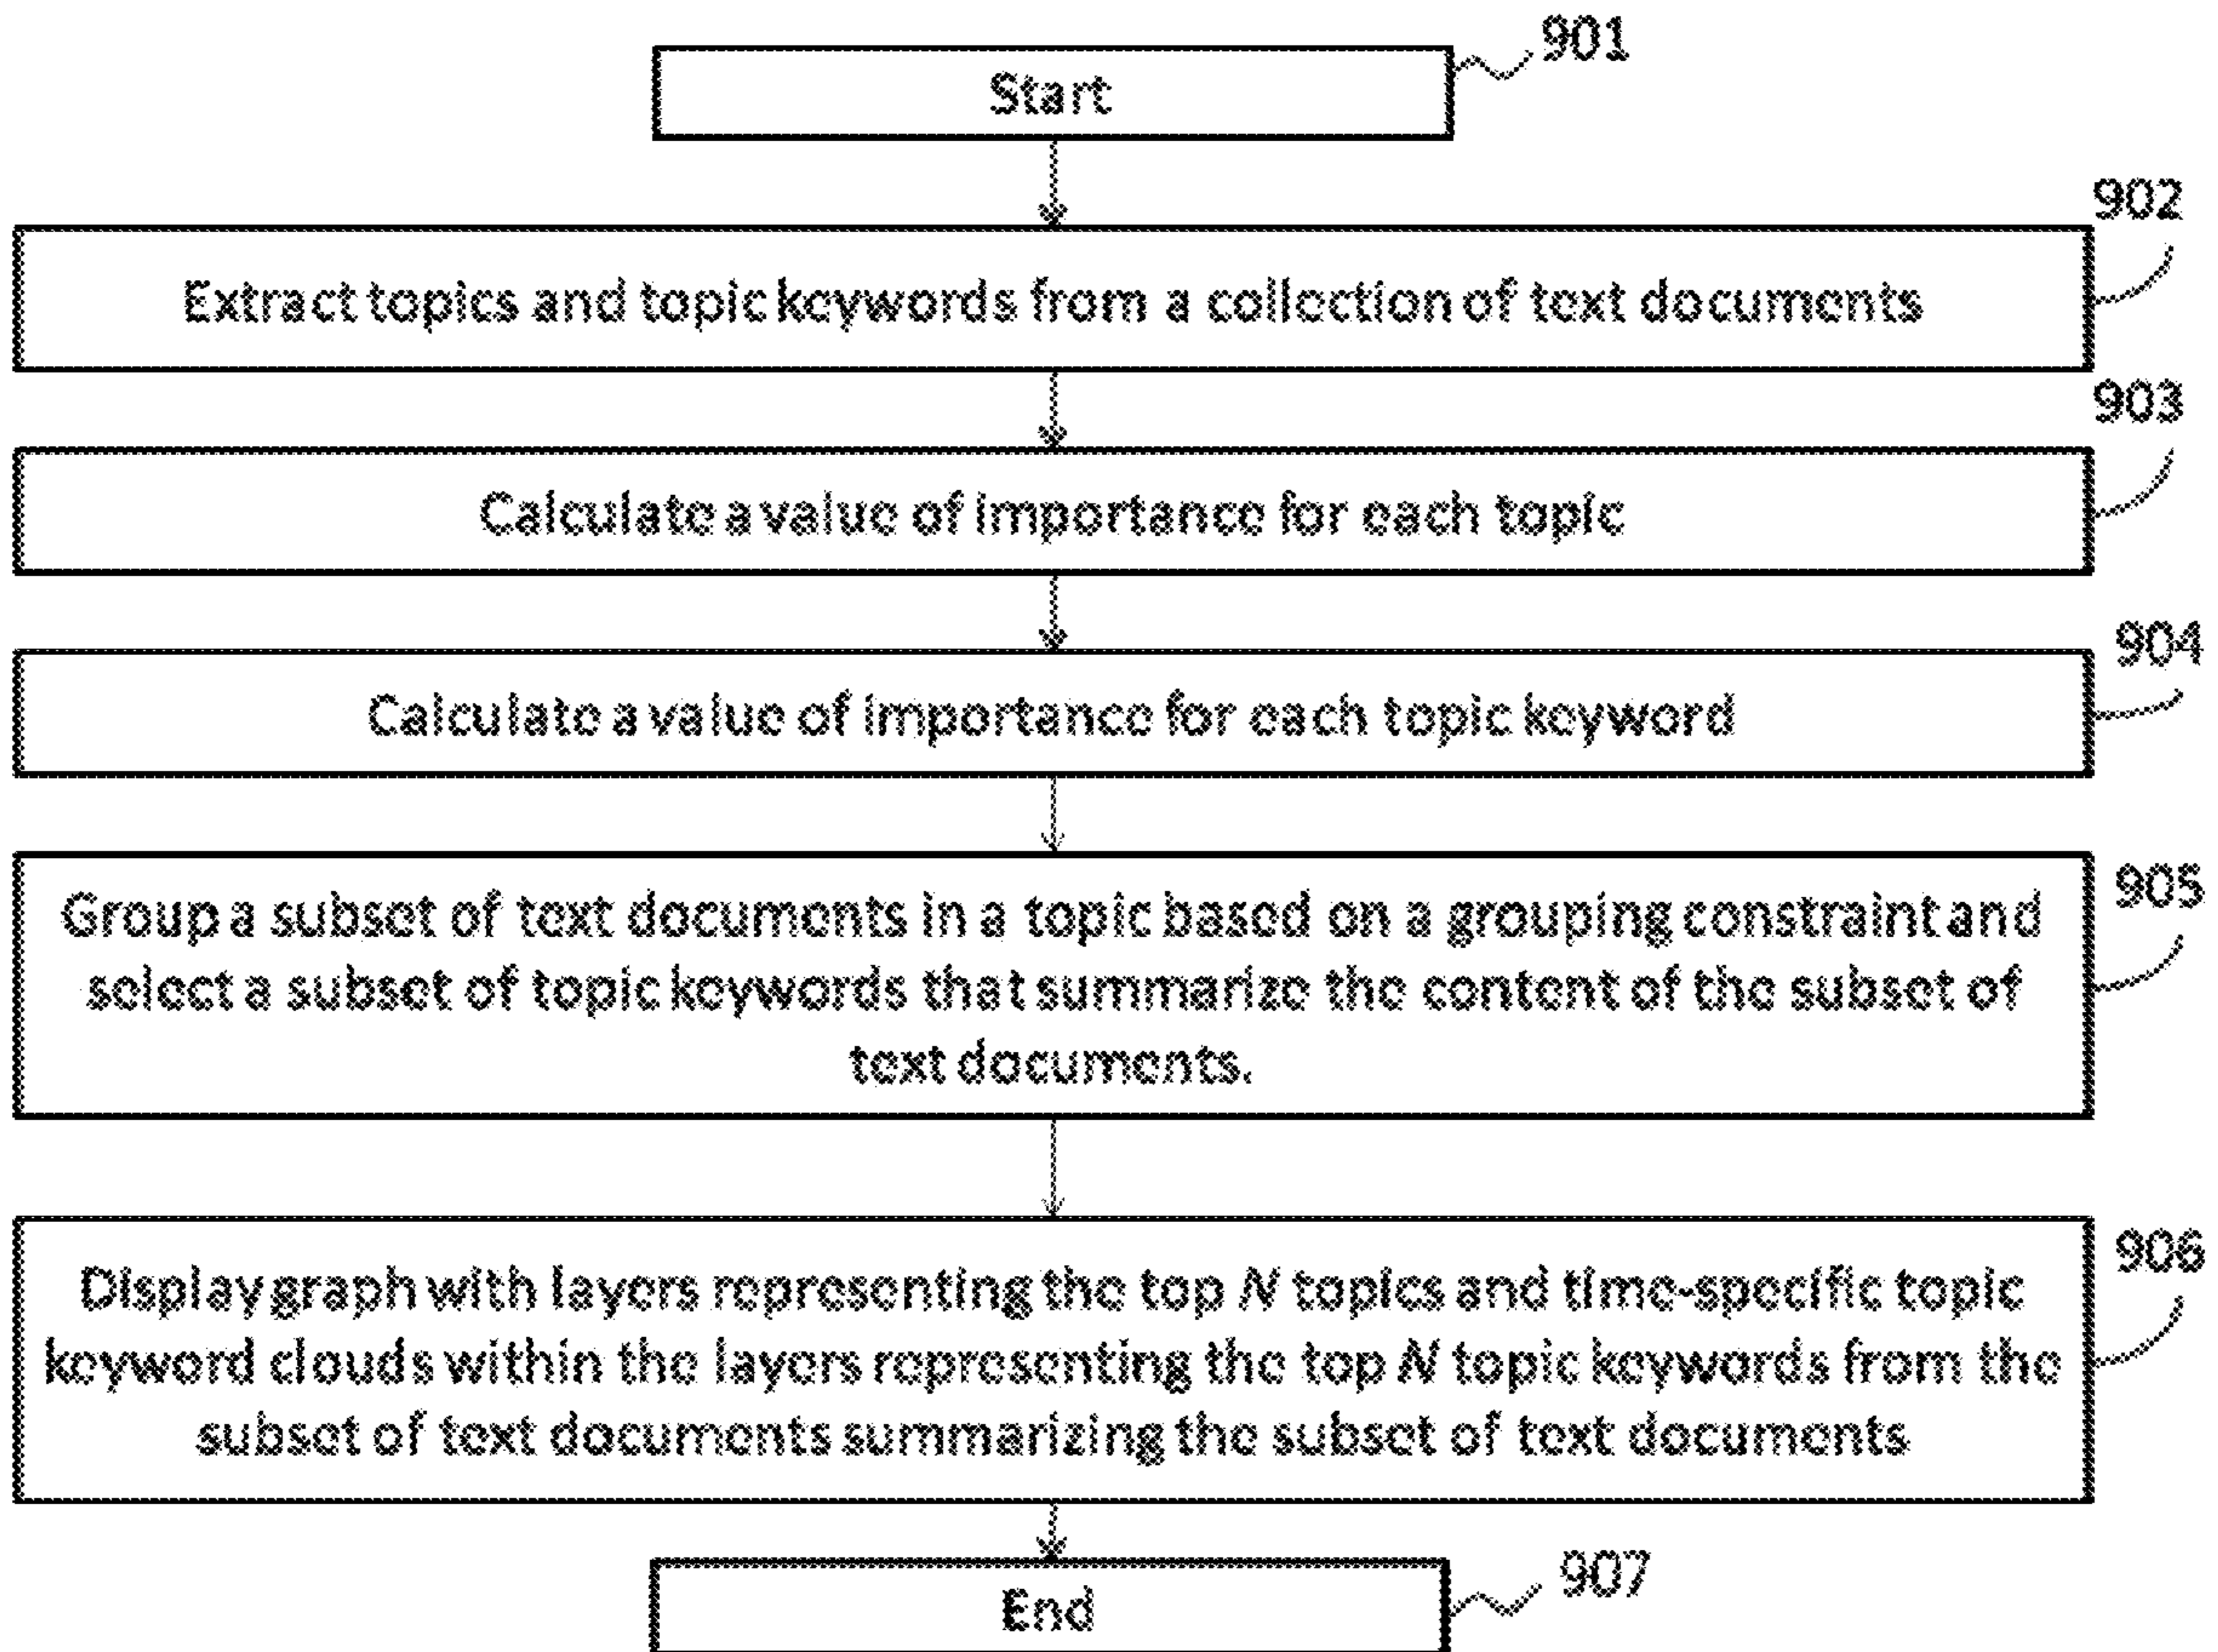 901
Start
902
Extract topics and topic keywords from a collection of text documents
903
Calculate a value of importance for each topic
904
Calculate a value of importance for each topic keyword
905
Group a subset of text documents in a topic based on a grouping constraint and
select a subset of topic keywords that summarize the content of the subset of
text documents.
906
Display graph with layers representing the top N topics and time-specific topic
keyword clouds within the layers representing the top N topic keywords from the
subset of text documents summarizing the subset of text documents
End
907